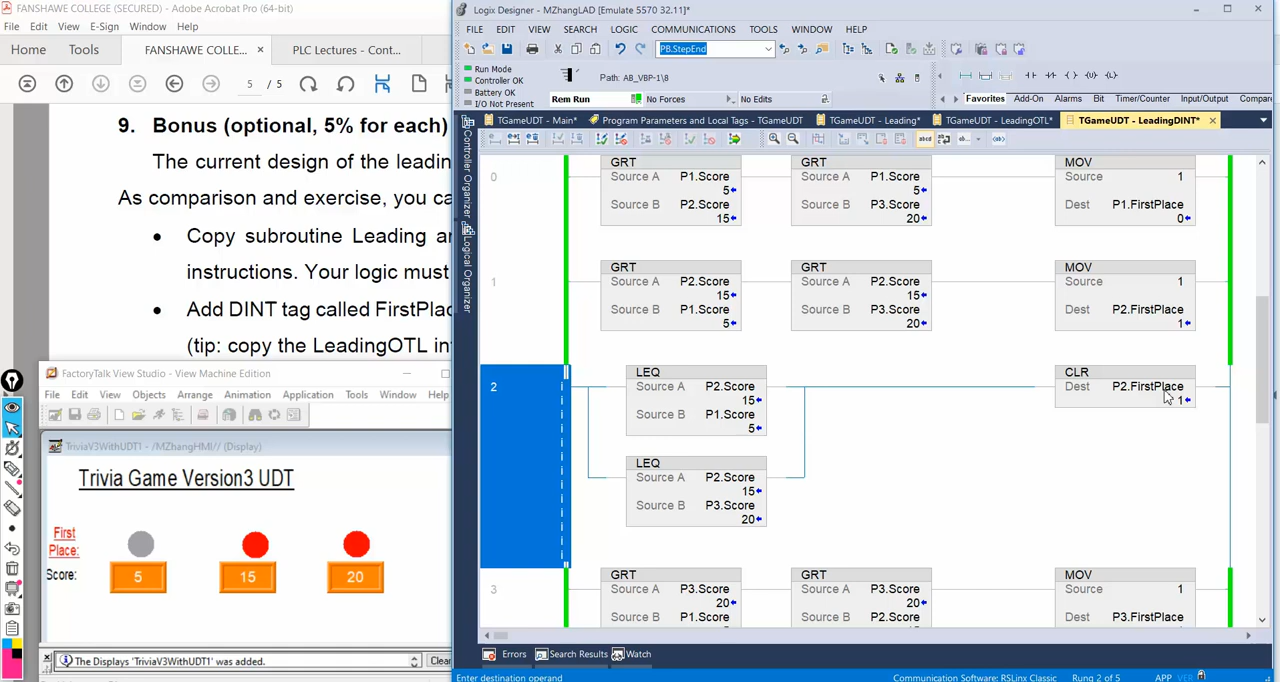 FANSHAWE COLLEGE (SECURED) - Adobe Acrobat Pro (64-bit)
File Edit View E-Sign Window Help
Home Tools FANSHAWE COLLE... × PLC Lectures - Cont...
5 / 5
9. Bonus (optional, 5% for each)
The current design of the leadin
As comparison and exercise, you ca
• Copy subroutine Leading a
instructions. Your logic must
• Add DINT tag called FirstPlac
(tip: copy the LeadingOTL in
FactoryTalk View Studio - View Machine Edition
File Edit View Objects Arrange Animation Application Tools Window Help
TriviaV3WithUDT1 - /MZhangHMI// (Display)
Trivia Game Version3 UDT
First
Place:
Score: 5 15 20
The Displays 'TriviaV3WithUDT1' was added.
Clear
Logix Designer - MZhangLAD [Emulate 5570 32.11]*
FILE EDIT VIEW SEARCH LOGIC COMMUNICATIONS TOOLS WINDOW HELP
PB.StepEnd
Run Mode
Controller OK
Battery OK
I/O Not Present
Path: AB_VBP-1\8
Rem Run No Forces No Edits
Favorites Add-On Alarms Bit Timer/Counter Input/Output Compare
TGameUDT - Main* Program Parameters and Local Tags - TGameUDT TGameUDT - Leading* TGameUDT - LeadingOTL* TGameUDT - LeadingDINT* ×
Controller Organizer
Logical Organizer
0
GRT GRT MOV
Source A P1.Score Source A P1.Score Source 1
5 5
Source B P2.Score Source B P3.Score Dest P1.FirstPlace
15 20 0
1
GRT GRT MOV
Source A P2.Score Source A P2.Score Source 1
15 15
Source B P1.Score Source B P3.Score Dest P2.FirstPlace
5 20 1
2
LEQ CLR
Source A P2.Score Dest P2.FirstPlace
15 1
Source B P1.Score
5
LEQ
Source A P2.Score
15
Source B P3.Score
20
3
GRT GRT MOV
Source A P3.Score Source A P3.Score Source 1
20 20
Source B P1.Score Source B P2.Score Dest P3.FirstPlace
Errors Search Results Watch
Enter destination operand Communication Software: RSLinx Classic Rung 2 of 5 APP VER